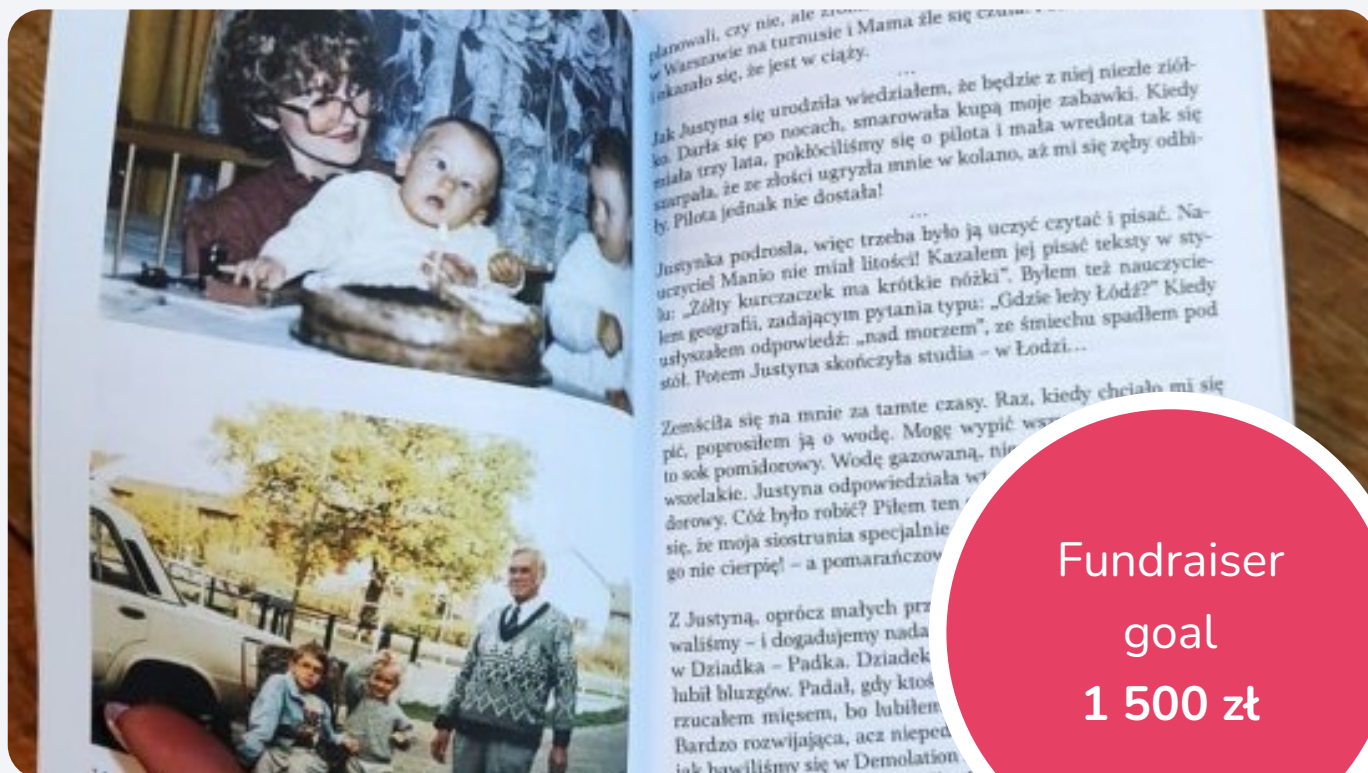 planowali, czy nie, ale
w Warszawie na turnusie i Mama źle się czuła.
i okazało się, że jest w ciąży.
...
Jak Justyna się urodziła wiedziałem, że będzie z niej niezłe ziół-
ko. Darła się po nocach, smarowała kupą moje zabawki. Kiedy
miała trzy lata, pokłóciliśmy się o pilota i mała wredota tak się
szarpała, że ze złości ugryzła mnie w kolano, aż mi się zęby odbi-
ły. Pilota jednak nie dostała!
...
Justynka podrosła, więc trzeba było ją uczyć czytać i pisać. Na-
uczyciel Manio nie miał litości! Kazałem jej pisać teksty w sty-
lu: „Żółty kurczaczek ma krótkie nóżki”. Byłem też nauczycie-
lem geografii, zadającym pytania typu: „Gdzie leży Łódź?” Kiedy
usłyszałem odpowiedź: „nad morzem”, ze śmiechu spadłem pod
stół. Potem Justyna skończyła studia – w Łodzi...
Zemściła się na mnie za tamte czasy. Raz, kiedy chciało mi się
pić, poprosiłem ją o wodę. Mogę wypić
to sok pomidorowy. Wodę gazowaną,
wszelakie. Justyna odpowiedziała
dorowy. Cóż było robić? Piłem ten
się, że moja siostrunia specjalnie
go nie cierpię! – a pomarańczow
Z Justyną, oprócz małych prz
waliśmy – i dogadujemy nada
w Dziadka – Padka. Dziadek
lubił bluzgów. Padał, gdy ktoś
rzucałem mięsem, bo lubiłem
Bardzo rozwijająca, acz nieped
jak bawiliśmy się w Demolation
Fundraiser
goal
1 500 zł